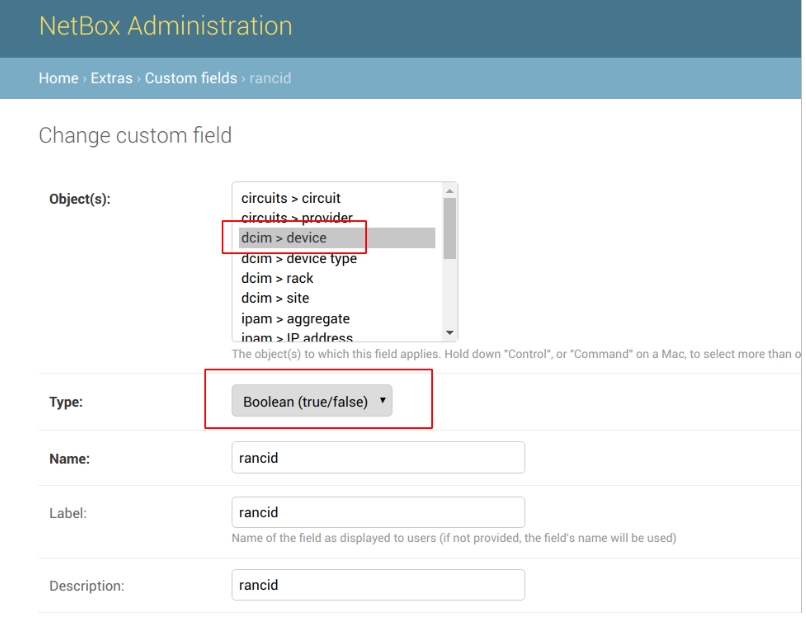 NetBox Administration
Home › Extras › Custom fields › rancid
Change custom field
Object(s):
circuits > circuit
circuits > provider
dcim > device
dcim > device type
dcim > rack
dcim > site
ipam > aggregate
ipam > IP address
The object(s) to which this field applies. Hold down "Control", or "Command" on a Mac, to select more than o
Type:
Boolean (true/false)
Name:
rancid
Label:
rancid
Name of the field as displayed to users (if not provided, the field's name will be used)
Description:
rancid